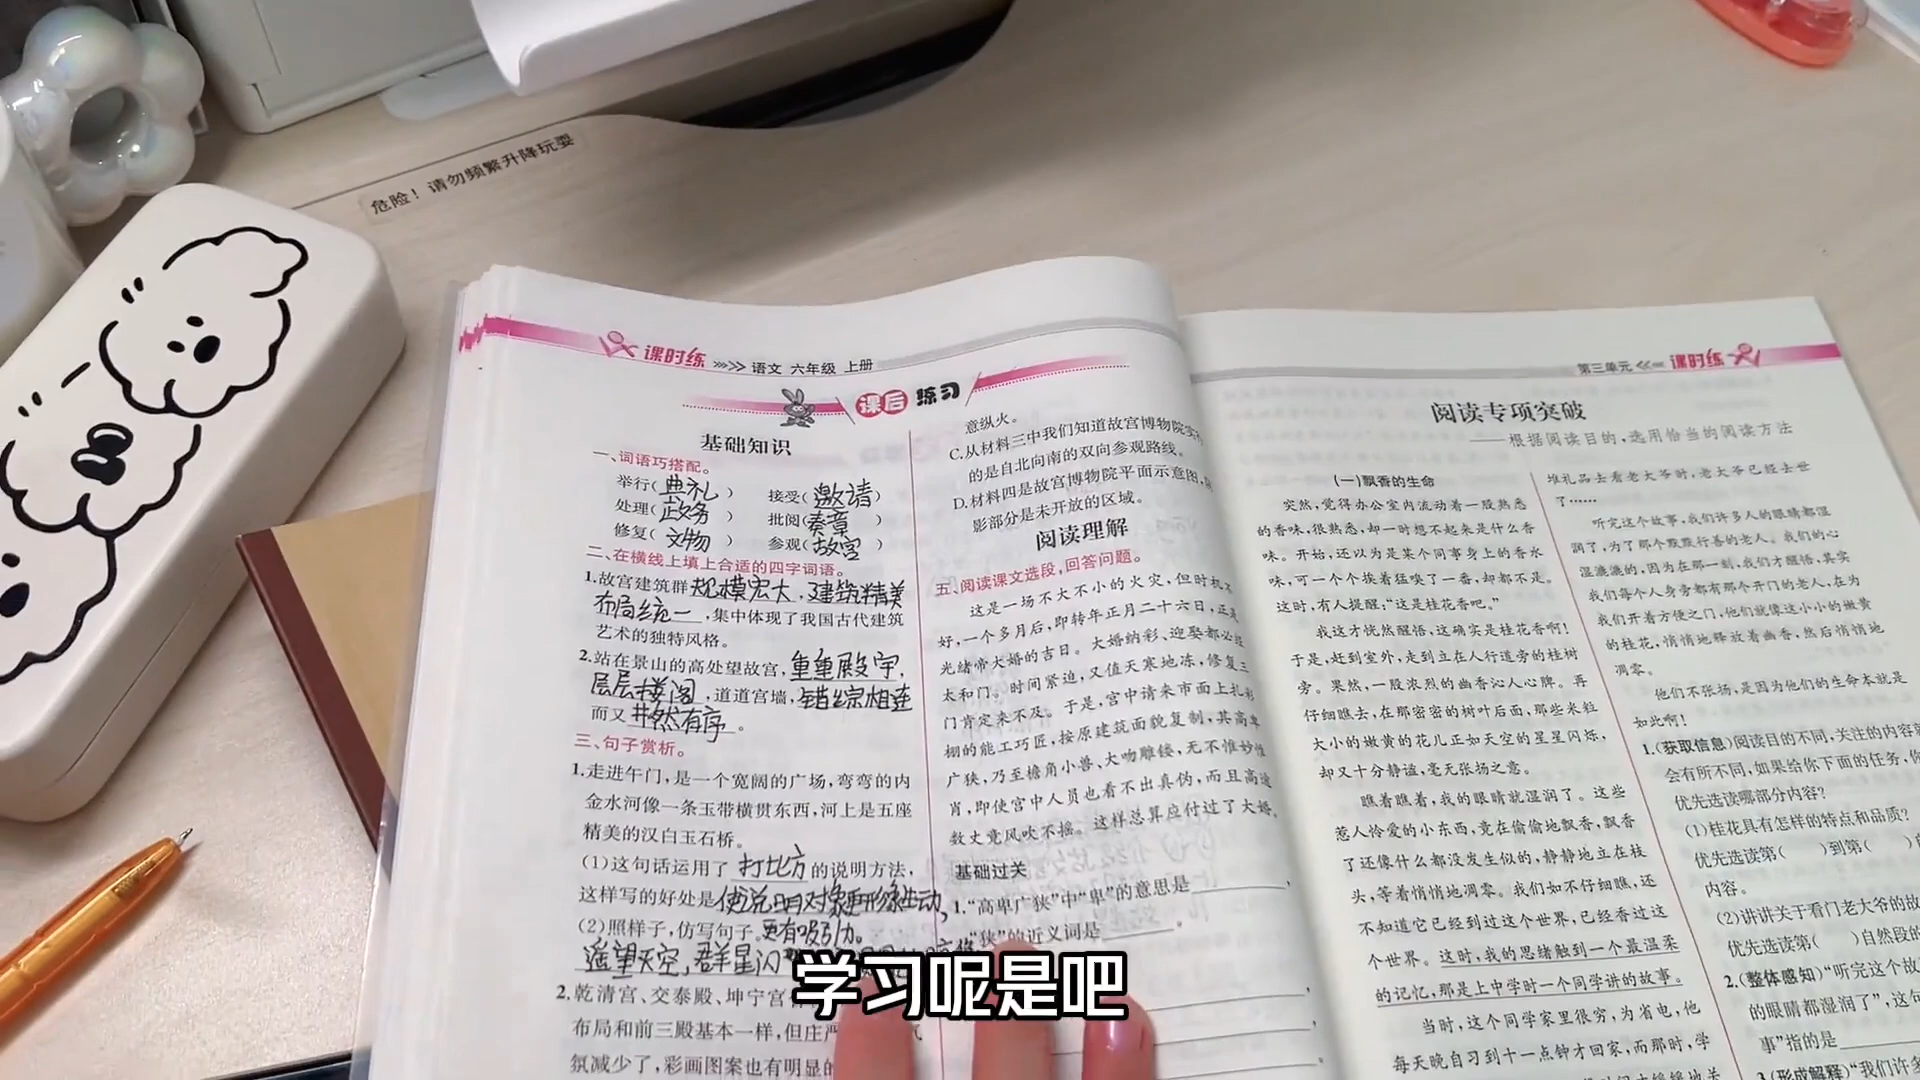 危险！请勿频繁升降玩耍
课时练 语文 六年级 上册
课后练习
基础知识
一、词语巧搭配。
举行(典礼) 接受(邀请)
处理(政务) 批阅(奏章)
修复(文物) 参观(故宫)
二、在横线上填上合适的四字词语。
1.故宫建筑群规模宏大,建筑精美
布局统一,集中体现了我国古代建筑
艺术的独特风格。
2.站在景山的高处望故宫,重重殿宇,
层层楼阁,道道宫墙,错综相连
而又井然有序。
三、句子赏析。
1.走进午门,是一个宽阔的广场,弯弯的内
金水河像一条玉带横贯东西,河上是五座
精美的汉白玉石桥。
(1)这句话运用了打比方的说明方法,
这样写的好处是使说明对象更形象生动,
(2)照样子,仿写句子。更有吸引力。
遥望天空,群星闪
2.乾清宫、交泰殿、坤宁宫
布局和前三殿基本一样,但庄严
氛减少了,彩画图案也有明显的
意纵火。
C.从材料三中我们知道故宫博物院实行
的是自北向南的双向参观路线。
D.材料四是故宫博物院平面示意图,
影部分是未开放的区域。
阅读理解
五、阅读课文选段,回答问题。
这是一场不大不小的火灾,但时机不
好,一个多月后,即转年正月二十六日,正是
光绪帝大婚的吉日。大婚纳彩、迎娶都必经
太和门。时间紧迫,又值天寒地冻,修复三
门肯定来不及。于是,宫中请来市面上扎彩
棚的能工巧匠,按原建筑面貌复制,其高卑
广狭,乃至檐角小兽、大吻雕镂,无不惟妙惟
肖,即使宫中人员也看不出真伪,而且高逾
数丈竟风吹不摇。这样总算应付过了大婚。
基础过关
1.“高卑广狭”中“卑”的意思是 ,
“狭”的近义词是 。
第三单元 课时练
阅读专项突破
——根据阅读目的,选用恰当的阅读方法
(一)飘香的生命
突然,觉得办公室内流动着一股熟悉
的香味,很熟悉,却一时想不起来是什么香
味。开始,还以为是某个同事身上的香水
味,可一个个挨着猛嗅了一番,却都不是。
这时,有人提醒:“这是桂花香吧。”
我这才恍然醒悟,这确实是桂花香啊!
于是,赶到室外,走到立在人行道旁的桂树
旁。果然,一股浓烈的幽香沁人心脾。再
仔细瞧去,在那密密的树叶后面,那些米粒
大小的嫩黄的花儿正如天空的星星闪烁,
却又十分静谧,毫无张扬之意。
瞧着瞧着,我的眼睛就湿润了。这些
惹人怜爱的小东西,竟在偷偷地飘香,飘香
了还像什么都没发生似的,静静地立在枝
头,等着悄悄地凋零。我们如不仔细瞧,还
不知道它已经到过这个世界,已经香过这
个世界。这时,我的思绪触到一个最温柔
的记忆,那是上中学时一个同学讲的故事。
当时,这个同学家里很穷,为省电,他
每天晚自习到十一点钟才回家,而那时,学
堆礼品去看老大爷时,老大爷已经去世
了……
听完这个故事,我们许多人的眼睛都湿
润了,为了那个默默行善的老人。我们的心
湿漉漉的,因为在那一刻,我们才醒悟,其实
我们每个人身旁都有那个开门的老人,在为
我们开着方便之门,他们就像这小小的嫩黄
的桂花,悄悄地释放着幽香,然后悄悄地
凋零。
他们不张扬,是因为他们的生命本就是
如此啊!
1.(获取信息)阅读目的不同,关注的内容就
会有所不同,如果给你下面的任务,你
优先选读哪部分内容?
(1)桂花具有怎样的特点和品质?
优先选读第( )到第( )
内容。
(2)讲讲关于看门老大爷的故
优先选读第( )自然段的
2.(整体感知)“听完这个故
的眼睛都湿润了”,这句
事”指的是
3.(形成解释)“我们许多
学习呢是吧